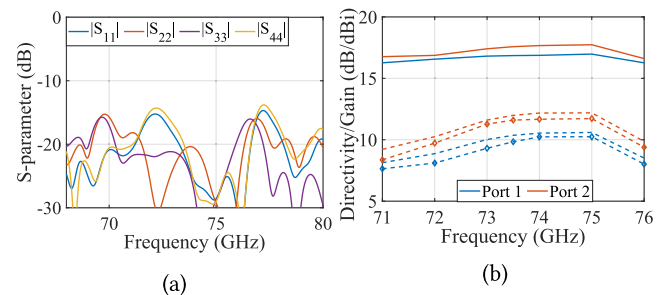 (a)
|S11| |S22| |S33| |S44|
0
-10
-20
-30
S-parameter (dB)
70 75 80
Frequency (GHz)
(b)
20
15
10
5
Directivity/Gain (dB/dBi)
Port 1 Port 2
71 72 73 74 75 76
Frequency (GHz)
(a)
(b)